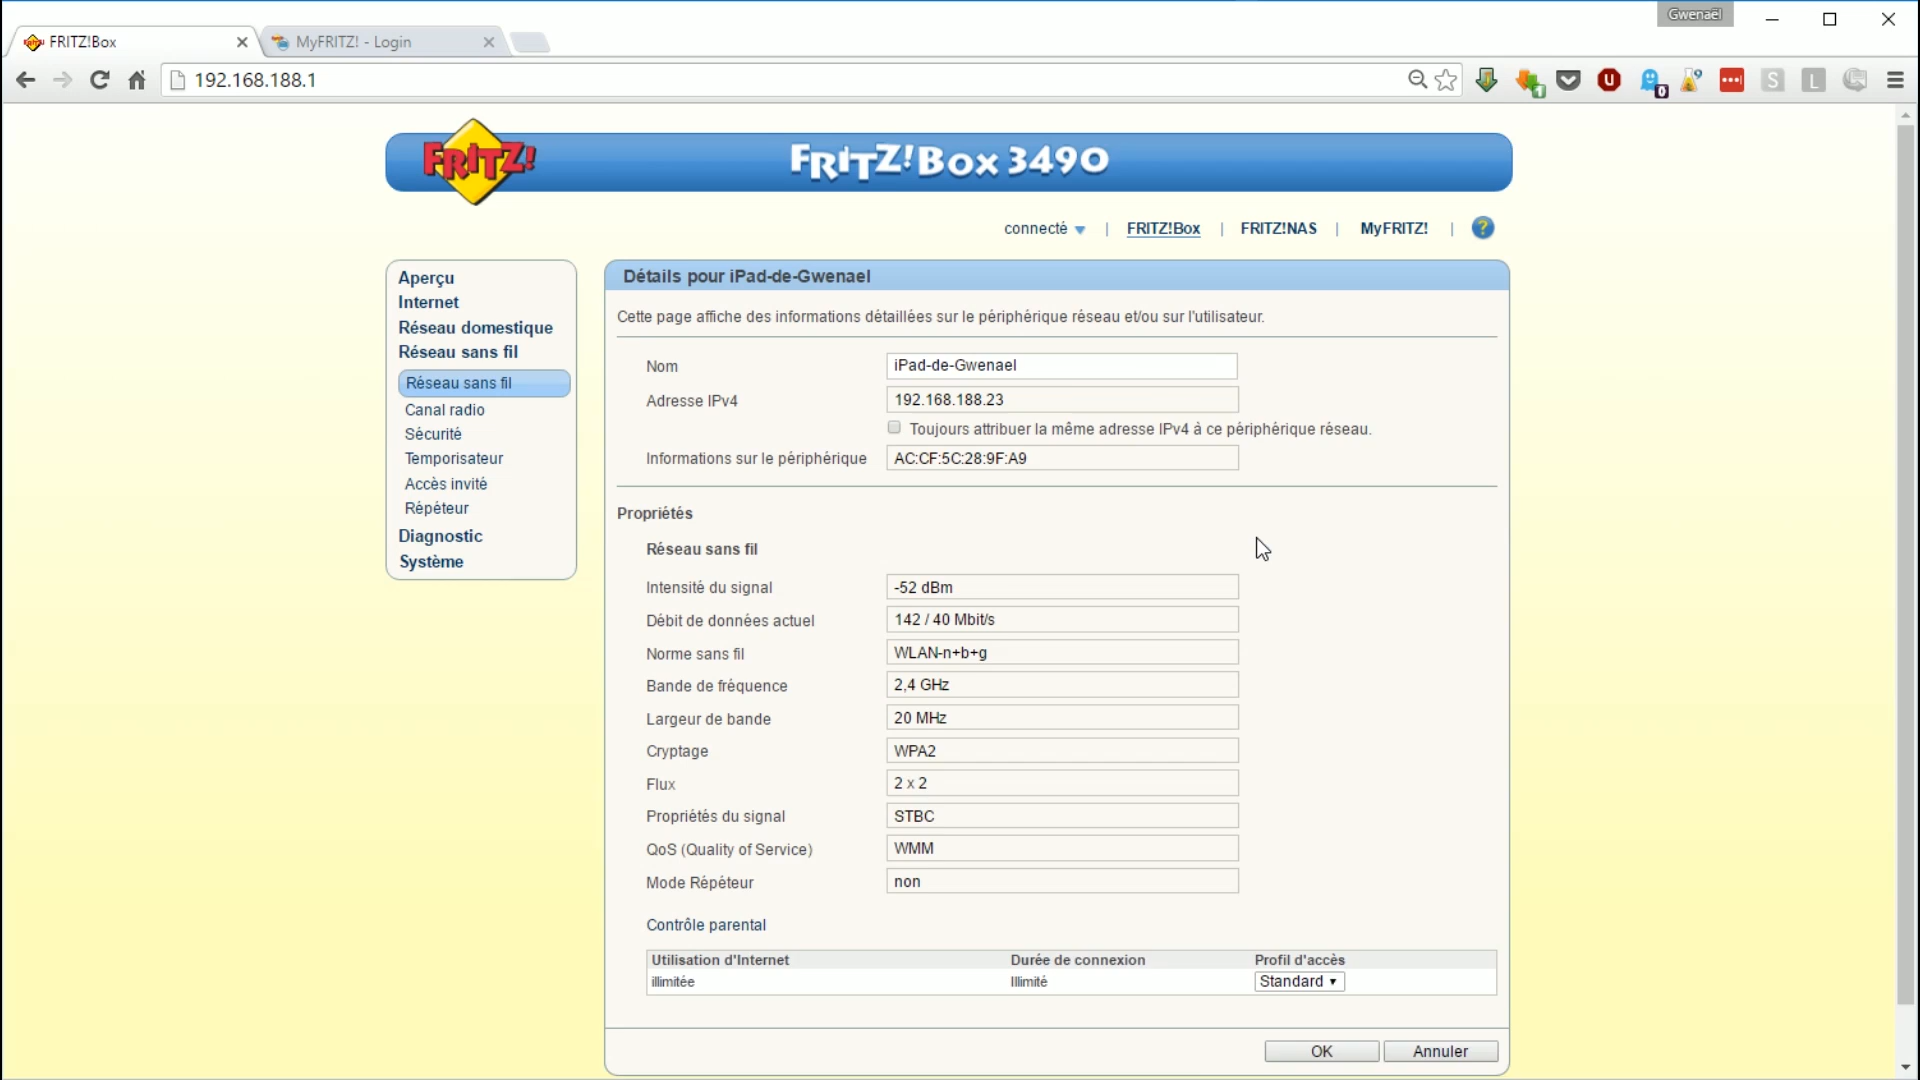 Gwenaël
FRITZ!Box
MyFRITZ! - Login
192.168.188.1
FRITZ!
FRITZ!Box 3490
connecté | FRITZ!Box | FRITZ!NAS | MyFRITZ! | ?
Aperçu
Internet
Réseau domestique
Réseau sans fil
Réseau sans fil
Canal radio
Sécurité
Temporisateur
Accès invité
Répéteur
Diagnostic
Système
Détails pour iPad-de-Gwenael
Cette page affiche des informations détaillées sur le périphérique réseau et/ou sur l'utilisateur.
Nom iPad-de-Gwenael
Adresse IPv4 192.168.188.23
Toujours attribuer la même adresse IPv4 à ce périphérique réseau.
Informations sur le périphérique AC:CF:5C:28:9F:A9
Propriétés
Réseau sans fil
Intensité du signal -52 dBm
Débit de données actuel 142 / 40 Mbit/s
Norme sans fil WLAN-n+b+g
Bande de fréquence 2,4 GHz
Largeur de bande 20 MHz
Cryptage WPA2
Flux 2 x 2
Propriétés du signal STBC
QoS (Quality of Service) WMM
Mode Répéteur non
Contrôle parental
Utilisation d'Internet Durée de connexion Profil d'accès
illimitée Illimité Standard
OK Annuler